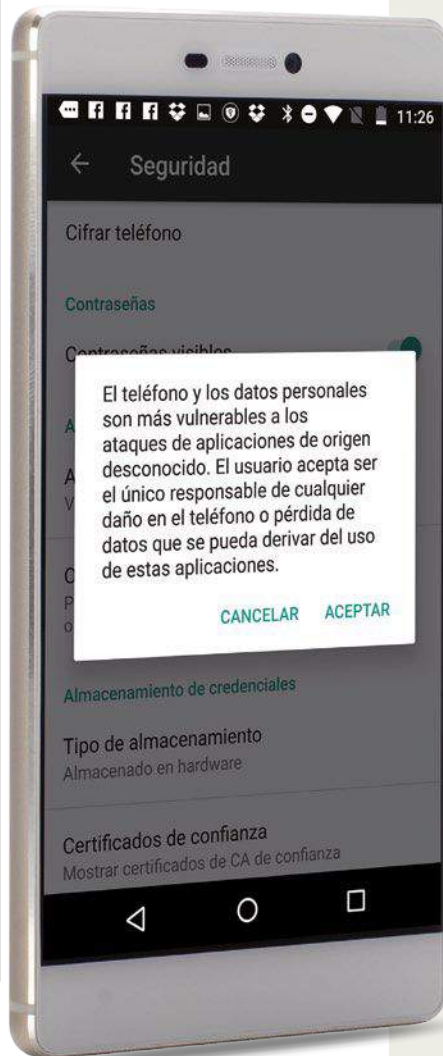 11:26
Seguridad
Cifrar teléfono
Contraseñas
Contraseñas visibles
El teléfono y los datos personales
son más vulnerables a los
ataques de aplicaciones de origen
desconocido. El usuario acepta ser
el único responsable de cualquier
daño en el teléfono o pérdida de
datos que se pueda derivar del uso
de estas aplicaciones.
CANCELAR ACEPTAR
Almacenamiento de credenciales
Tipo de almacenamiento
Almacenado en hardware
Certificados de confianza
Mostrar certificados de CA de confianza